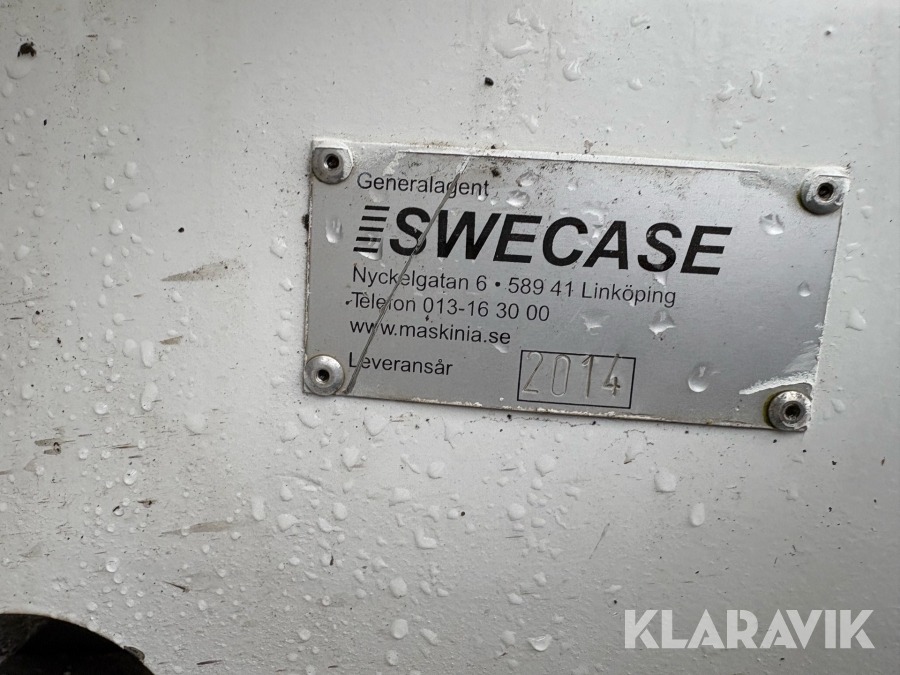 Generalagent
SWECASE
Nyckelgatan 6 • 589 41 Linköping
Telefon 013-16 30 00
www.maskinia.se
Leveransår 2014
KLARAVIK